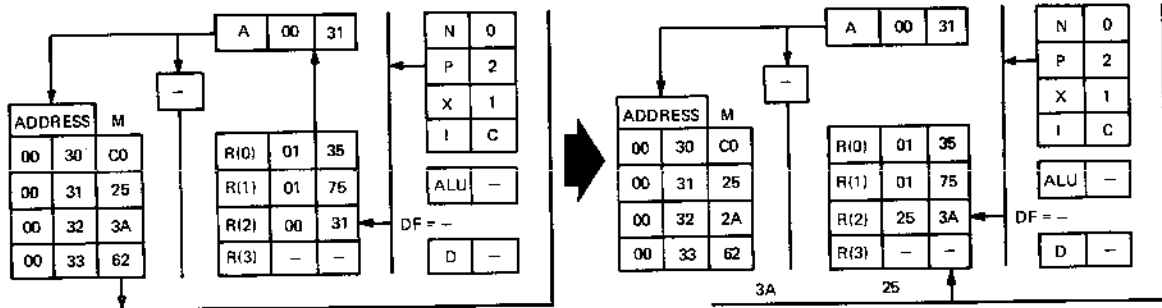 A 00 31
N 0
P 2
X 1
I C
ADDRESS M
00 30 C0
00 31 25
00 32 3A
00 33 62
R(0) 01 35
R(1) 01 75
R(2) 00 31
R(3) – –
ALU –
DF = –
D –
–
A 00 31
N 0
P 2
X 1
I C
ADDRESS M
00 30 C0
00 31 25
00 32 2A
00 33 62
R(0) 01 35
R(1) 01 75
R(2) 25 3A
R(3) – –
ALU –
DF = –
D –
–
3A 25